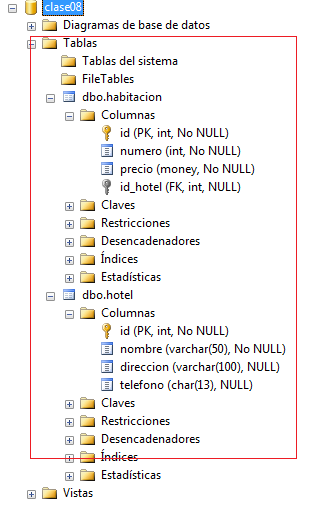 clase08
Diagramas de base de datos
Tablas
Tablas del sistema
FileTables
dbo.habitacion
Columnas
id (PK, int, No NULL)
numero (int, No NULL)
precio (money, No NULL)
id_hotel (FK, int, NULL)
Claves
Restricciones
Desencadenadores
Índices
Estadísticas
dbo.hotel
Columnas
id (PK, int, No NULL)
nombre (varchar(50), No NULL)
direccion (varchar(100), NULL)
telefono (char(13), NULL)
Claves
Restricciones
Desencadenadores
Índices
Estadísticas
Vistas